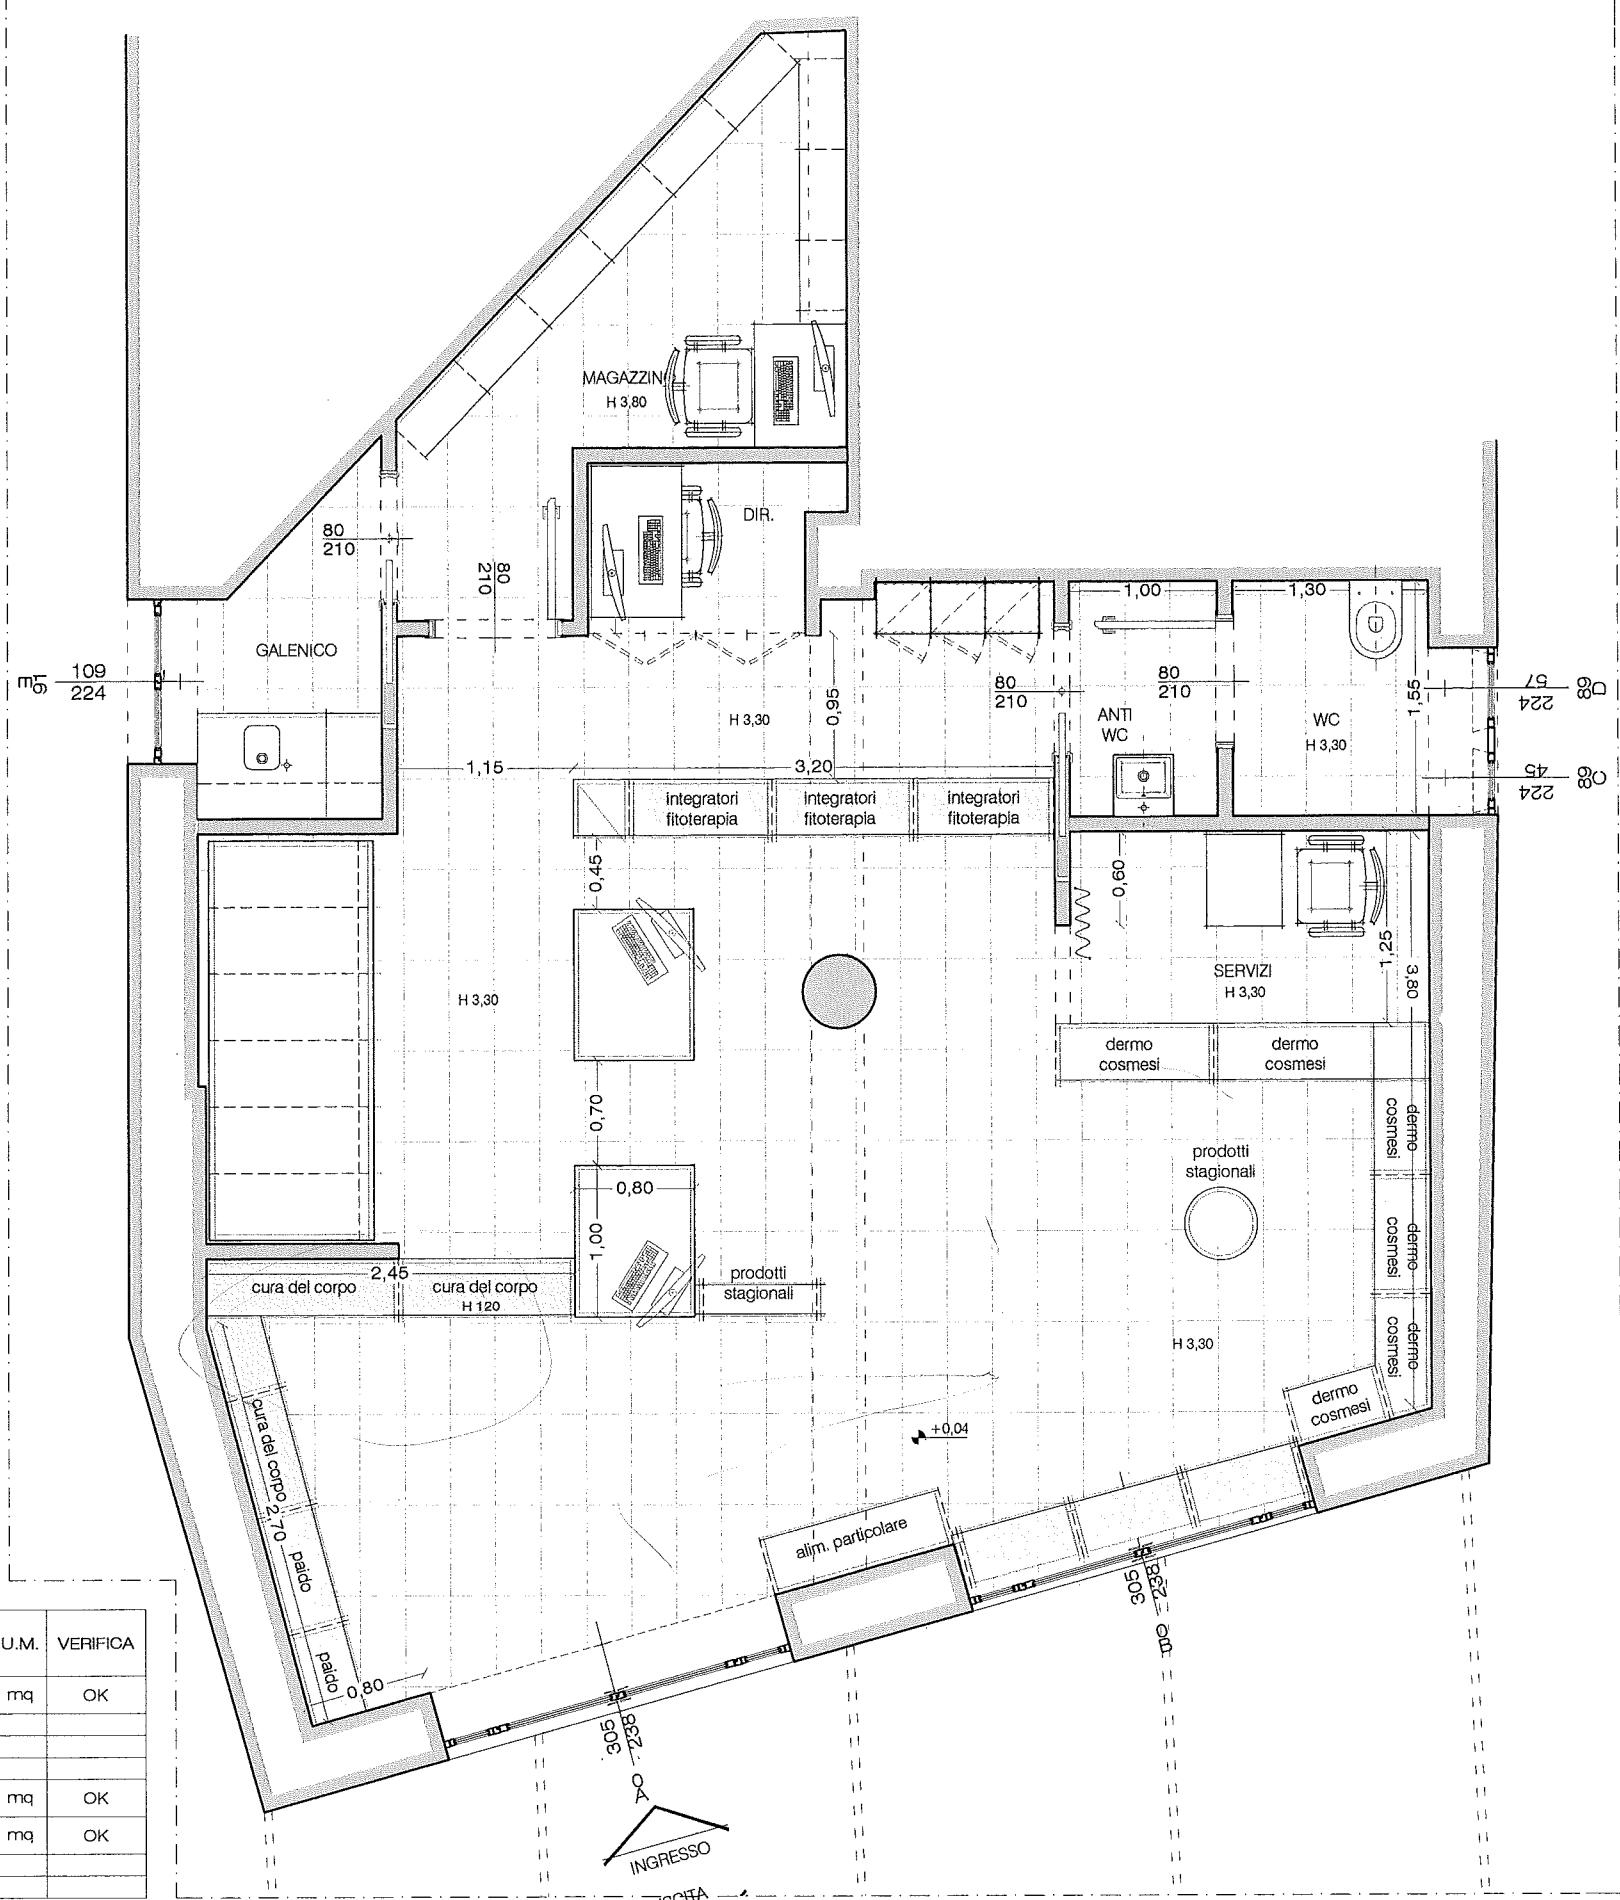 MAGAZZIN
H 3,80
DIR.
80
210
80
210
GALENICO
109
224
E
91
H 3,30
0,95
1,15
3,20
80
210
80
210
1,00
1,30
1,55
ANTI
WC
WC
H 3,30
57
224
D
68
45
224
C
68
integratori
fitoterapia
integratori
fitoterapia
integratori
fitoterapia
0,45
0,60
H 3,30
SERVIZI
H 3,30
1,25
3,80
dermo
cosmesi
dermo
cosmesi
dermo
cosmesi
dermo
cosmesi
dermo
cosmesi
dermo
cosmesi
prodotti
stagionali
0,70
0,80
1,00
2,45
cura del corpo
cura del corpo
H 120
prodotti
stagionali
H 3,30
+0,04
cura del corpo
2,70
paido
paido
0,80
alim. particolare
305
238
0
A
305
238
0
B
INGRESSO
U.M.
VERIFICA
mq
OK
mq
OK
mq
OK